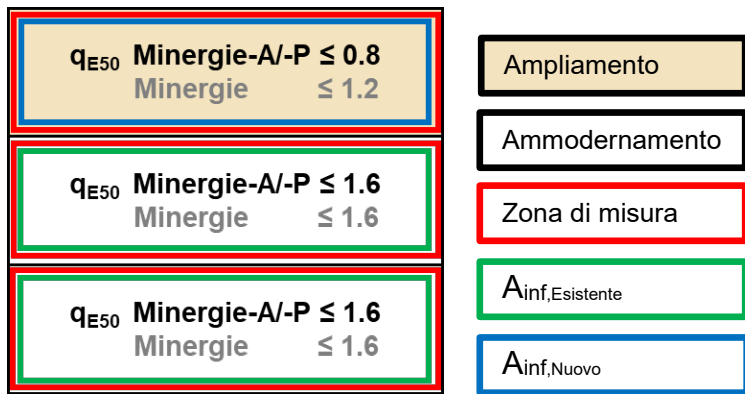 qE50 Minergie-A/-P ≤ 0.8
Minergie ≤ 1.2
qE50 Minergie-A/-P ≤ 1.6
Minergie ≤ 1.6
qE50 Minergie-A/-P ≤ 1.6
Minergie ≤ 1.6
Ampliamento
Ammodernamento
Zona di misura
Ainf,Esistente
Ainf,Nuovo